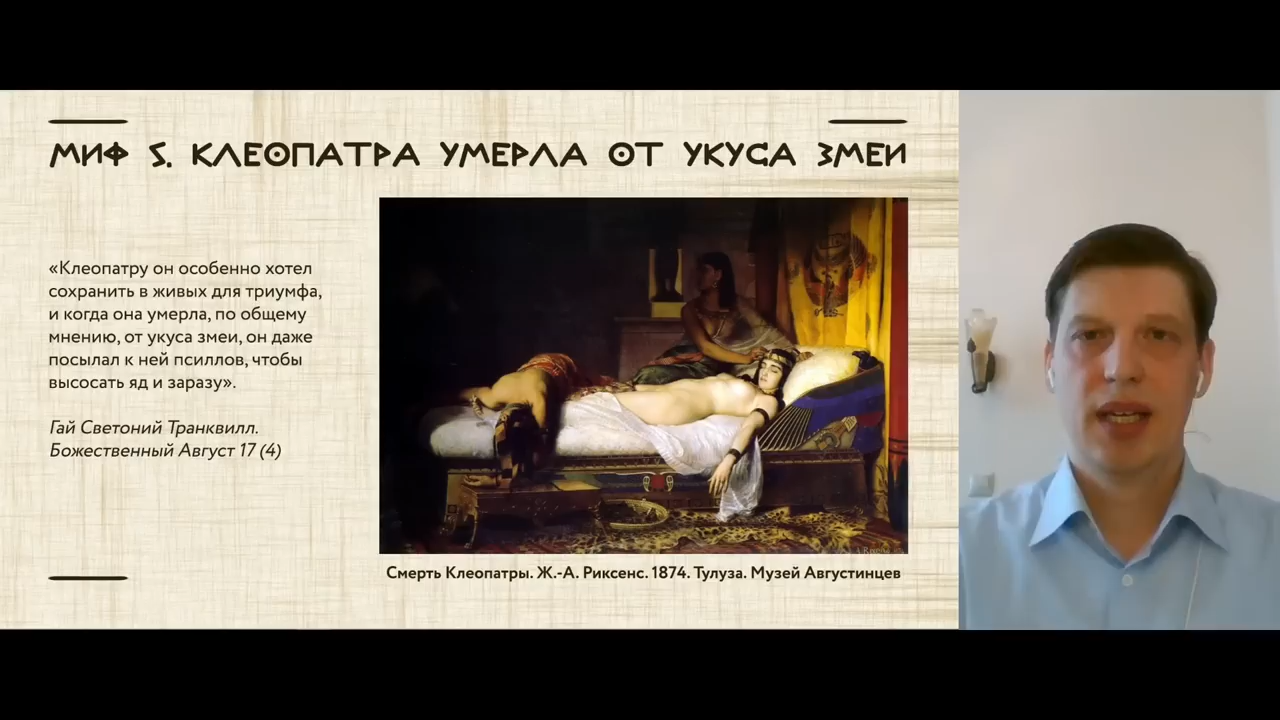 МИФ 5. КЛЕОПАТРА УМЕРЛА ОТ УКУСА ЗМЕИ
«Клеопатру он особенно хотел
сохранить в живых для триумфа,
и когда она умерла, по общему
мнению, от укуса змеи, он даже
посылал к ней псиллов, чтобы
высосать яд и заразу».
Гай Светоний Транквилл.
Божественный Август 17 (4)
Смерть Клеопатры. Ж.-А. Риксенс. 1874. Тулуза. Музей Августинцев